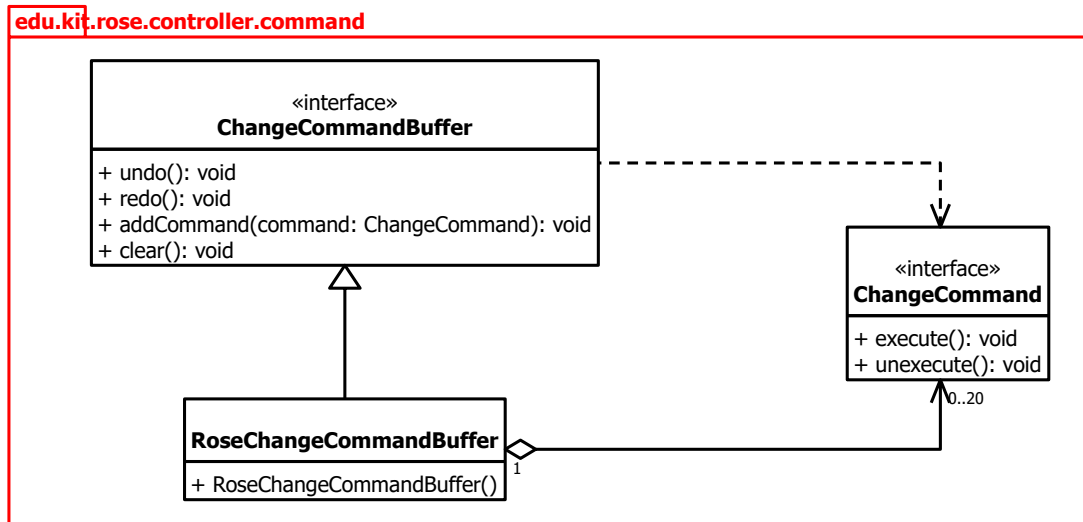 edu.kit.rose.controller.command
«interface»
ChangeCommandBuffer
+ undo(): void
+ redo(): void
+ addCommand(command: ChangeCommand): void
+ clear(): void
«interface»
ChangeCommand
+ execute(): void
+ unexecute(): void
0..20
RoseChangeCommandBuffer
1
+ RoseChangeCommandBuffer()